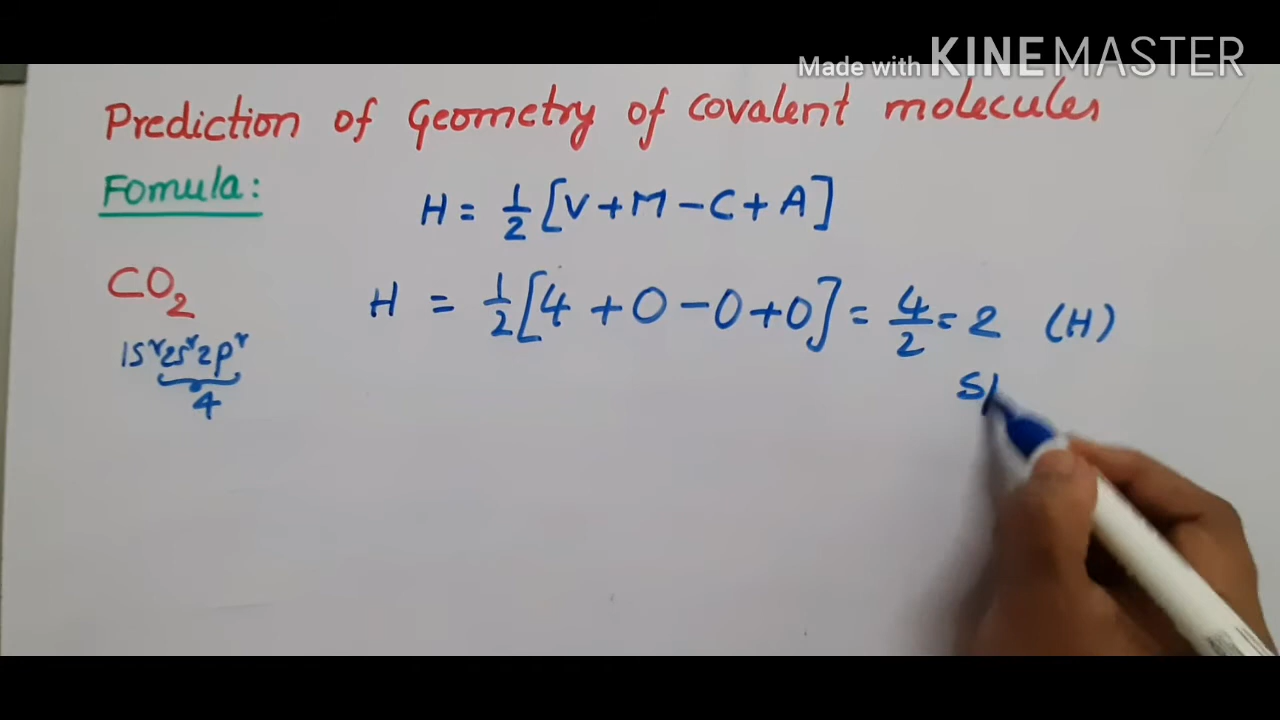 Made with KINEMASTER
Prediction of Geometry of covalent molecules
Fomula:
H = 1/2 [V + M - C + A]
CO₂
H = 1/2 [4 + 0 - 0 + 0] = 4/2 = 2 (H)
1s²2s²2p²
4